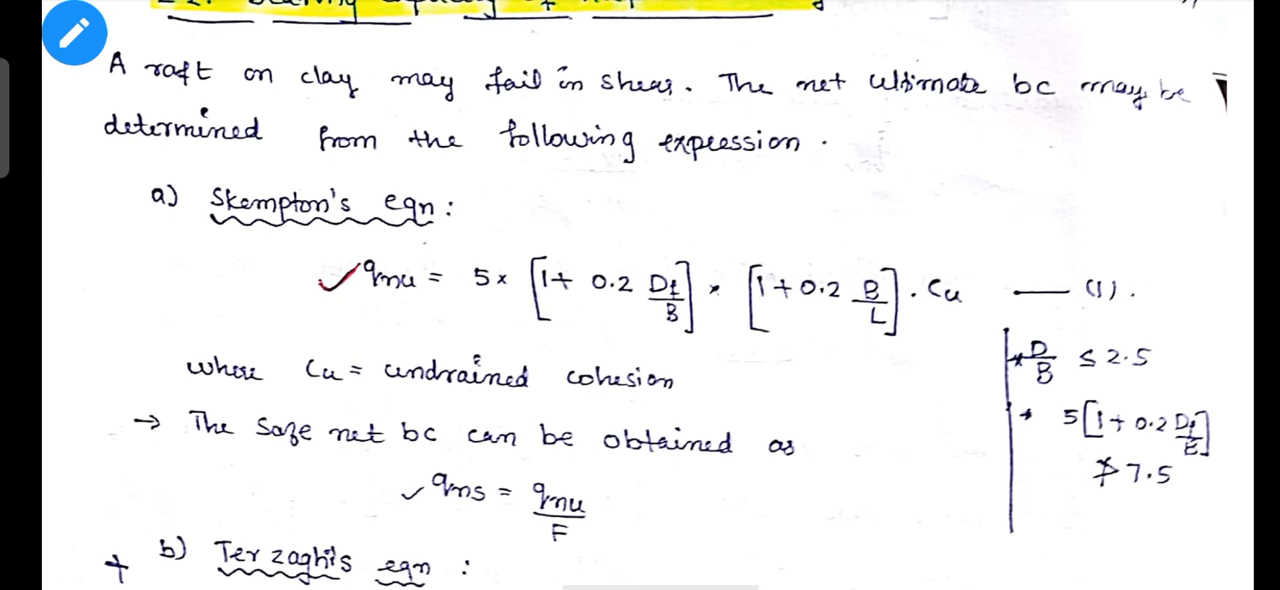 A raft on clay may fail in shear. The net ultimate bc may be
determined from the following expression.
a) Skempton's eqn:
qnu = 5 × [1 + 0.2 Df/B] × [1 + 0.2 B/L] . Cu —— (1).
where Cu = undrained cohesion
* D/B ≤ 2.5
→ The safe net bc can be obtained as
* 5[1 + 0.2 Df/B] ≯ 7.5
qns = qnu/F
b) Terzaghi's eqn :